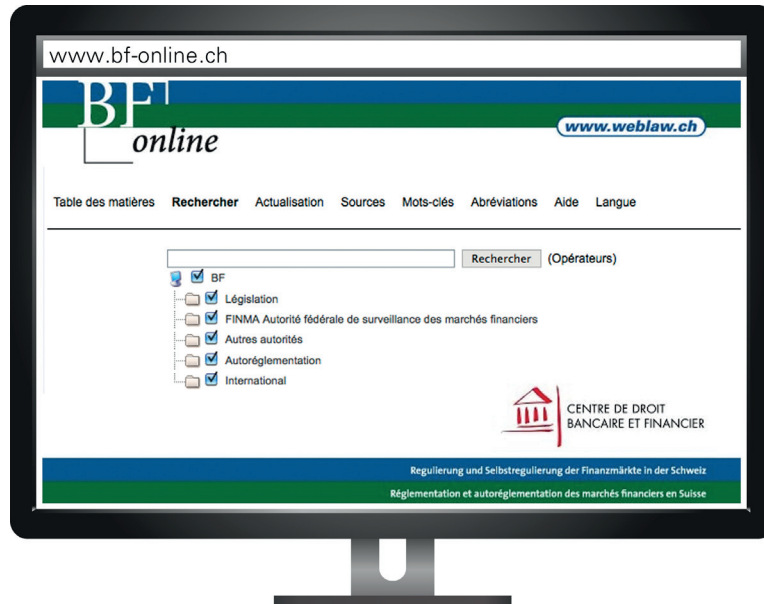 www.bf-online.ch
BF
online
www.weblaw.ch
Table des matières Rechercher Actualisation Sources Mots-clés Abréviations Aide Langue
Rechercher (Opérateurs)
BF
Législation
FINMA Autorité fédérale de surveillance des marchés financiers
Autres autorités
Autoréglementation
International
CENTRE DE DROIT
BANCAIRE ET FINANCIER
Regulierung und Selbstregulierung der Finanzmärkte in der Schweiz
Réglementation et autoréglementation des marchés financiers en Suisse